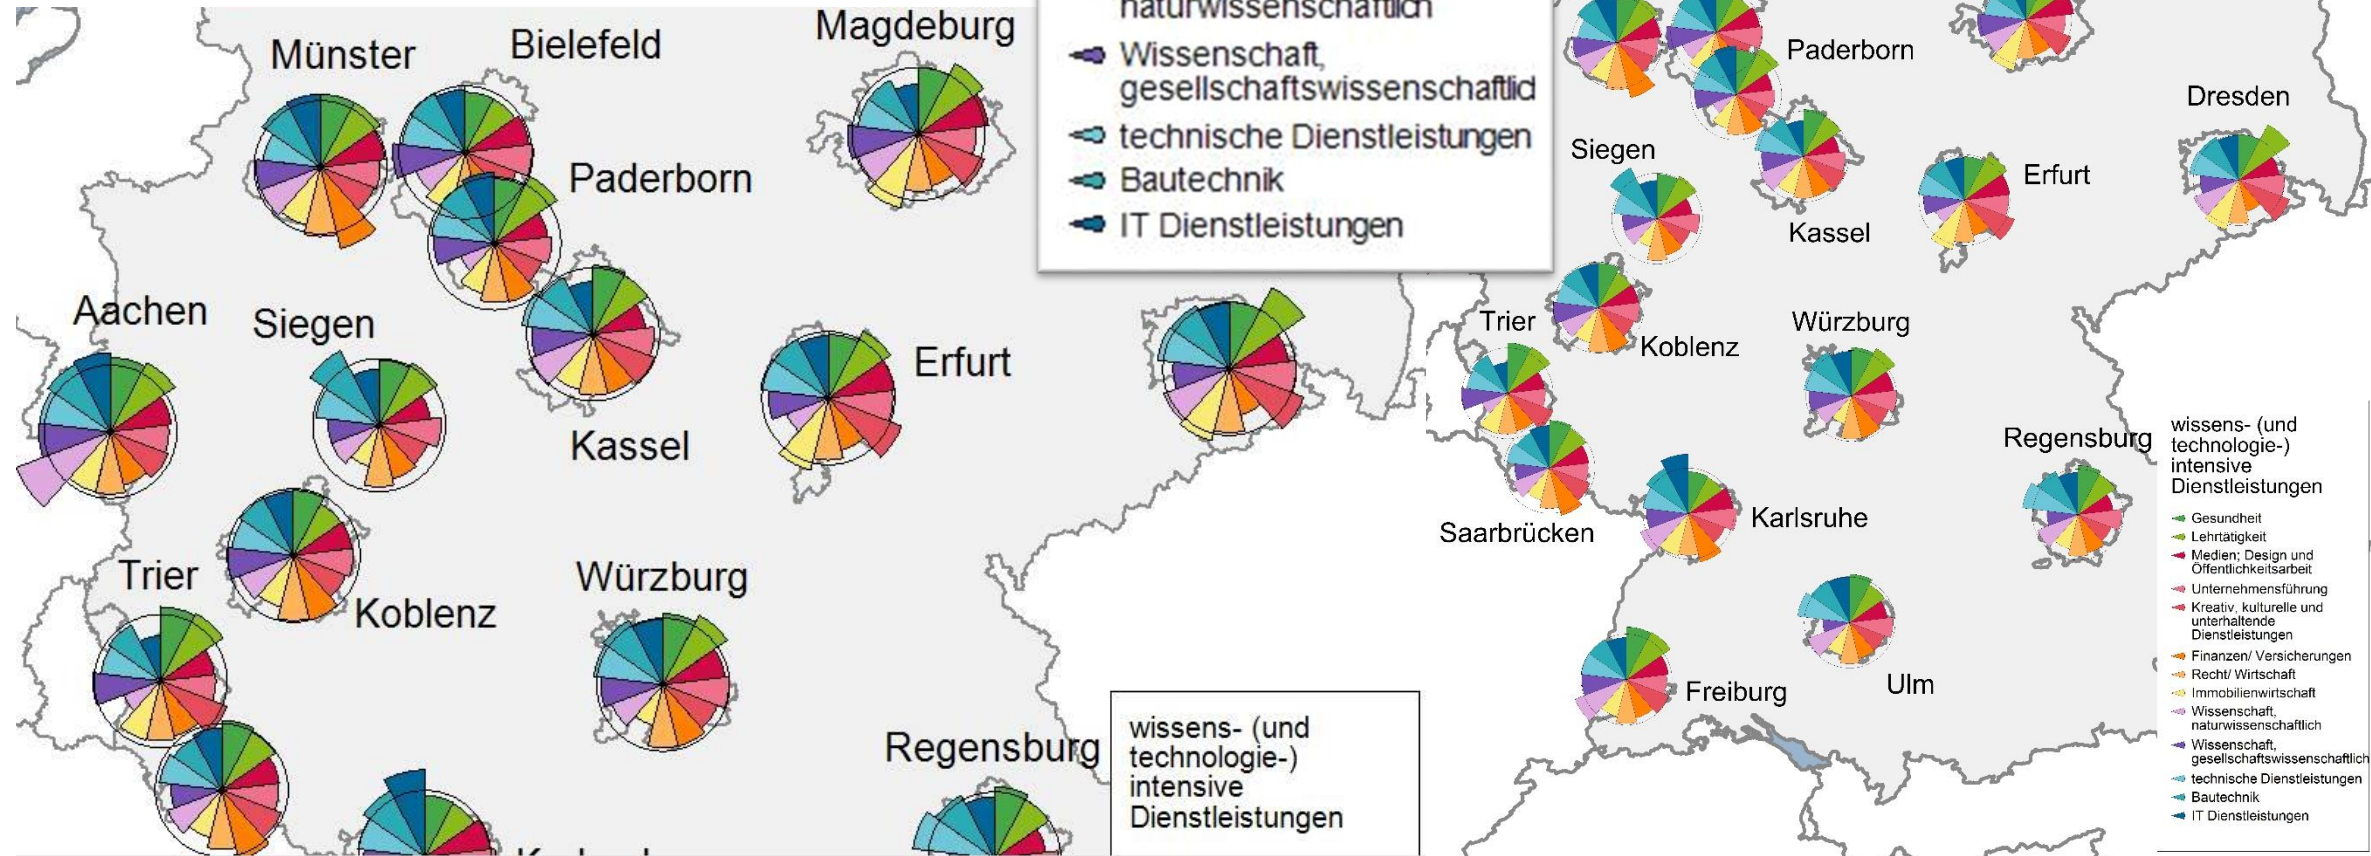 Münster
Bielefeld
Magdeburg
Paderborn
Aachen
Siegen
Kassel
Erfurt
Trier
Koblenz
Würzburg
Regensburg
wissens- (und
technologie-)
intensive
Dienstleistungen
naturwissenschaftlich
Wissenschaft,
gesellschaftswissenschaftlid
technische Dienstleistungen
Bautechnik
IT Dienstleistungen
Paderborn
Dresden
Siegen
Erfurt
Kassel
Trier
Koblenz
Würzburg
Regensburg
Saarbrücken
Karlsruhe
Freiburg
Ulm
wissens- (und
technologie-)
intensive
Dienstleistungen
Gesundheit
Lehrtätigkeit
Medien; Design und
Öffentlichkeitsarbeit
Unternehmensführung
Kreativ, kulturelle und
unterhaltende
Dienstleistungen
Finanzen/ Versicherungen
Recht/ Wirtschaft
Immobilienwirtschaft
Wissenschaft,
naturwissenschaftlich
Wissenschaft,
gesellschaftswissenschaftlich
technische Dienstleistungen
Bautechnik
IT Dienstleistungen